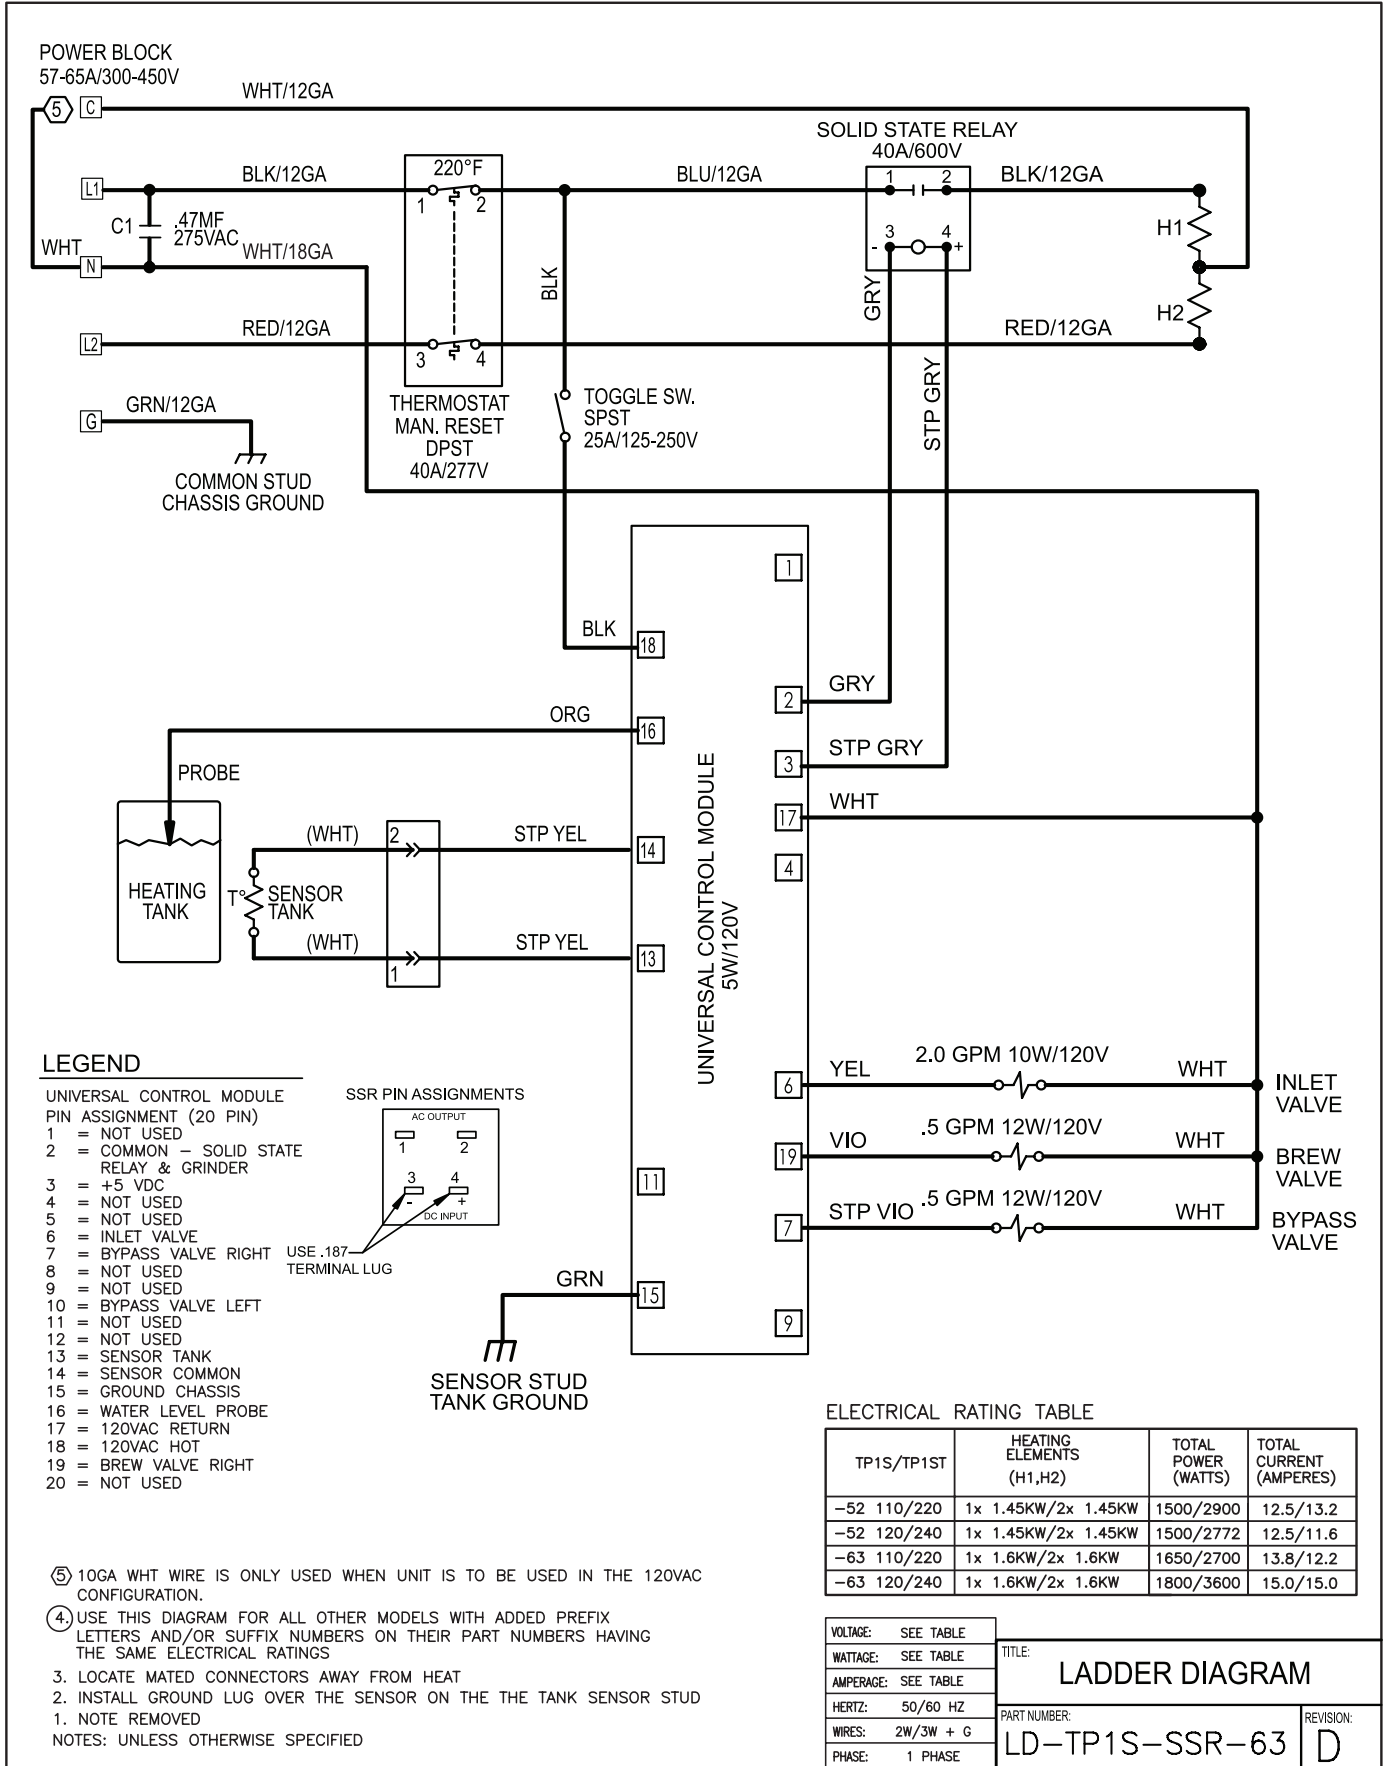 POWER BLOCK
57-65A/300-450V
5
C
WHT/12GA
SOLID STATE RELAY
40A/600V
L1
BLK/12GA
220°F
1
2
BLU/12GA
1
2
BLK/12GA
C1
.47MF
275VAC
H1
WHT
N
WHT/18GA
BLK
3
4
-
+
GRY
H2
L2
RED/12GA
3
4
RED/12GA
STP GRY
G
GRN/12GA
COMMON STUD
CHASSIS GROUND
THERMOSTAT
MAN. RESET
DPST
40A/277V
TOGGLE SW.
SPST
25A/125-250V
1
BLK
18
2
GRY
ORG
16
3
STP GRY
PROBE
17
WHT
UNIVERSAL CONTROL MODULE
5W/120V
(WHT)
2
STP YEL
14
4
HEATING
TANK
T°
SENSOR
TANK
(WHT)
1
STP YEL
13
6
YEL
2.0 GPM 10W/120V
WHT
INLET
VALVE
19
VIO
.5 GPM 12W/120V
WHT
BREW
VALVE
11
7
STP VIO
.5 GPM 12W/120V
WHT
BYPASS
VALVE
GRN
15
9
SENSOR STUD
TANK GROUND
LEGEND
UNIVERSAL CONTROL MODULE
PIN ASSIGNMENT (20 PIN)
1 = NOT USED
2 = COMMON - SOLID STATE
RELAY & GRINDER
3 = +5 VDC
4 = NOT USED
5 = NOT USED
6 = INLET VALVE
7 = BYPASS VALVE RIGHT
8 = NOT USED
9 = NOT USED
10 = BYPASS VALVE LEFT
11 = NOT USED
12 = NOT USED
13 = SENSOR TANK
14 = SENSOR COMMON
15 = GROUND CHASSIS
16 = WATER LEVEL PROBE
17 = 120VAC RETURN
18 = 120VAC HOT
19 = BREW VALVE RIGHT
20 = NOT USED
SSR PIN ASSIGNMENTS
AC OUTPUT
1
2
3
4
-
+
DC INPUT
USE .187
TERMINAL LUG
ELECTRICAL RATING TABLE
TP1S/TP1ST
HEATING
ELEMENTS
(H1,H2)
TOTAL
POWER
(WATTS)
TOTAL
CURRENT
(AMPERES)
-52 110/220 1x 1.45KW/2x 1.45KW 1500/2900 12.5/13.2
-52 120/240 1x 1.45KW/2x 1.45KW 1500/2772 12.5/11.6
-63 110/220 1x 1.6KW/2x 1.6KW 1650/2700 13.8/12.2
-63 120/240 1x 1.6KW/2x 1.6KW 1800/3600 15.0/15.0
5 10GA WHT WIRE IS ONLY USED WHEN UNIT IS TO BE USED IN THE 120VAC
CONFIGURATION.
4. USE THIS DIAGRAM FOR ALL OTHER MODELS WITH ADDED PREFIX
LETTERS AND/OR SUFFIX NUMBERS ON THEIR PART NUMBERS HAVING
THE SAME ELECTRICAL RATINGS
3. LOCATE MATED CONNECTORS AWAY FROM HEAT
2. INSTALL GROUND LUG OVER THE SENSOR ON THE THE TANK SENSOR STUD
1. NOTE REMOVED
NOTES: UNLESS OTHERWISE SPECIFIED
VOLTAGE: SEE TABLE
WATTAGE: SEE TABLE
AMPERAGE: SEE TABLE
HERTZ: 50/60 HZ
WIRES: 2W/3W + G
PHASE: 1 PHASE
TITLE:
LADDER DIAGRAM
PART NUMBER:
LD-TP1S-SSR-63
REVISION:
D